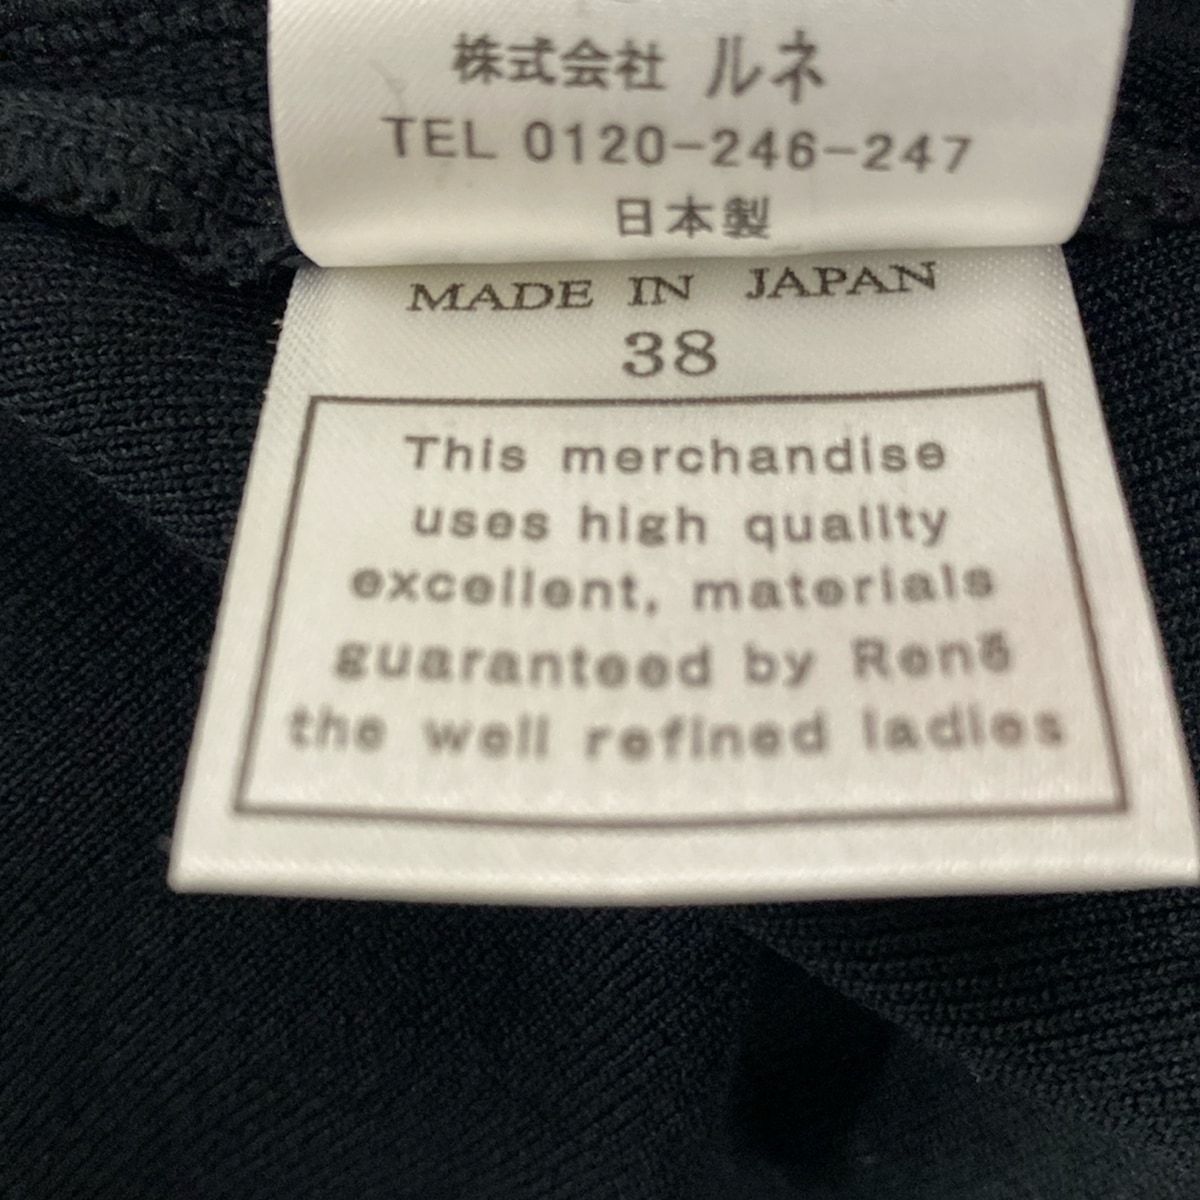 株式会社 ルネ
TEL 0120-246-247
日本製
MADE IN JAPAN
38
This merchandise
uses high quality
excellent, materials
guaranteed by René
the well refined ladies